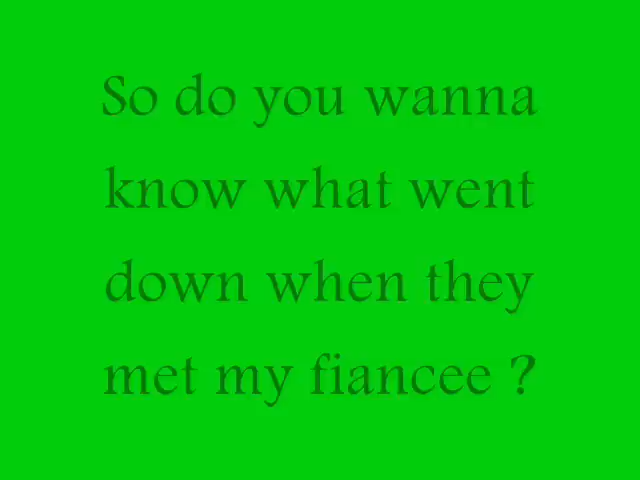 So do you wanna
know what went
down when they
met my fiancee ?